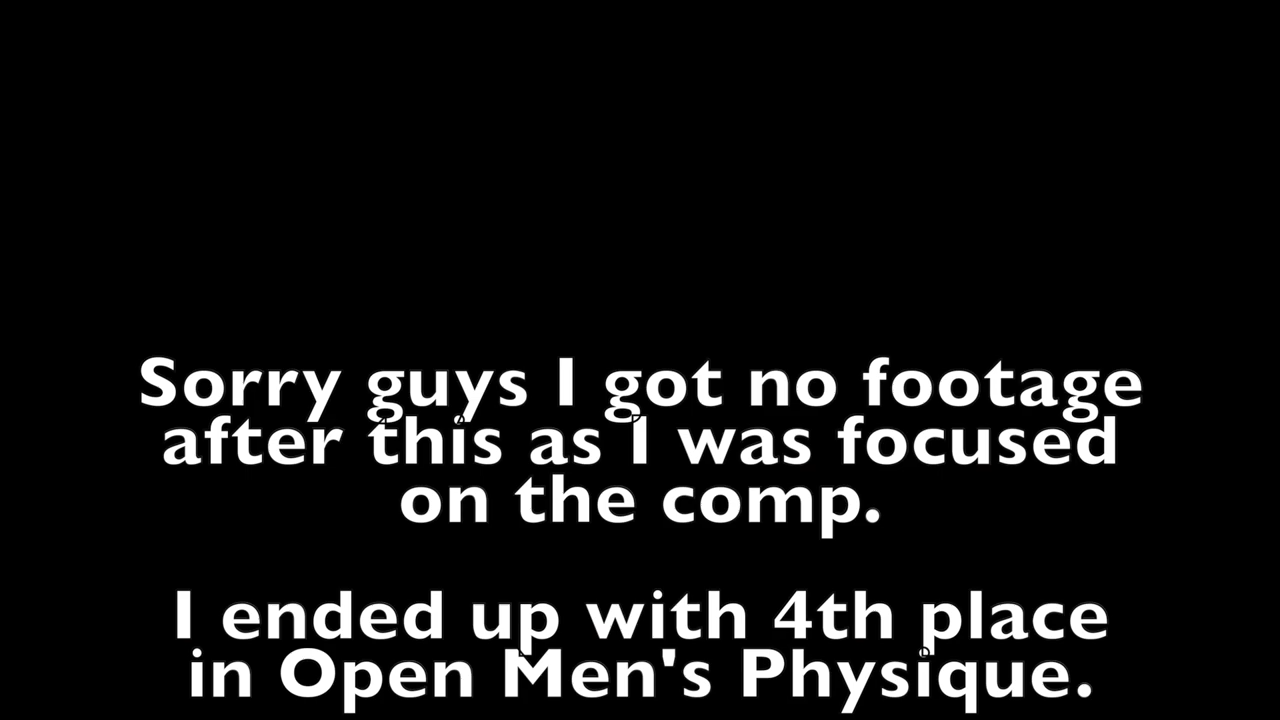 Sorry guys I got no footage
after this as I was focused
on the comp.
I ended up with 4th place
in Open Men's Physique.